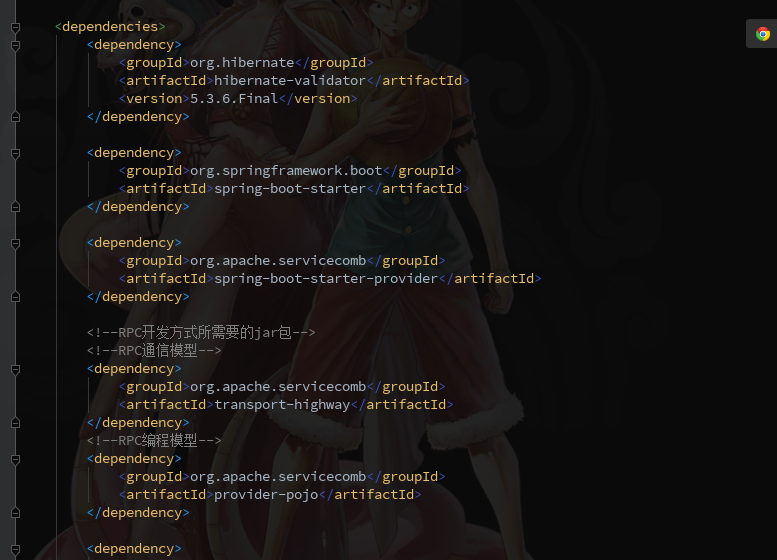 <dependencies>
<dependency>
<groupId>org.hibernate</groupId>
<artifactId>hibernate-validator</artifactId>
<version>5.3.6.Final</version>
</dependency>
<dependency>
<groupId>org.springframework.boot</groupId>
<artifactId>spring-boot-starter</artifactId>
</dependency>
<dependency>
<groupId>org.apache.servicecomb</groupId>
<artifactId>spring-boot-starter-provider</artifactId>
</dependency>
<!--RPC开发方式所需要的jar包-->
<!--RPC通信模型-->
<dependency>
<groupId>org.apache.servicecomb</groupId>
<artifactId>transport-highway</artifactId>
</dependency>
<!--RPC编程模型-->
<dependency>
<groupId>org.apache.servicecomb</groupId>
<artifactId>provider-pojo</artifactId>
</dependency>
<dependency>